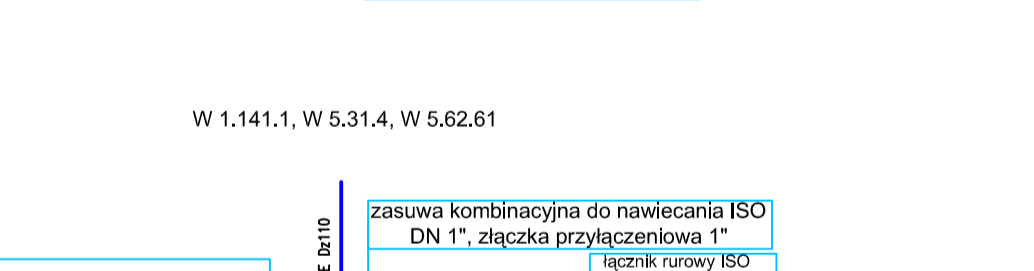 W 1.141.1, W 5.31.4, W 5.62.61
zasuwa kombinacyjna do nawiecania ISO
DN 1", złączka przyłączeniowa 1"
łącznik rurowy ISO
E Dz110